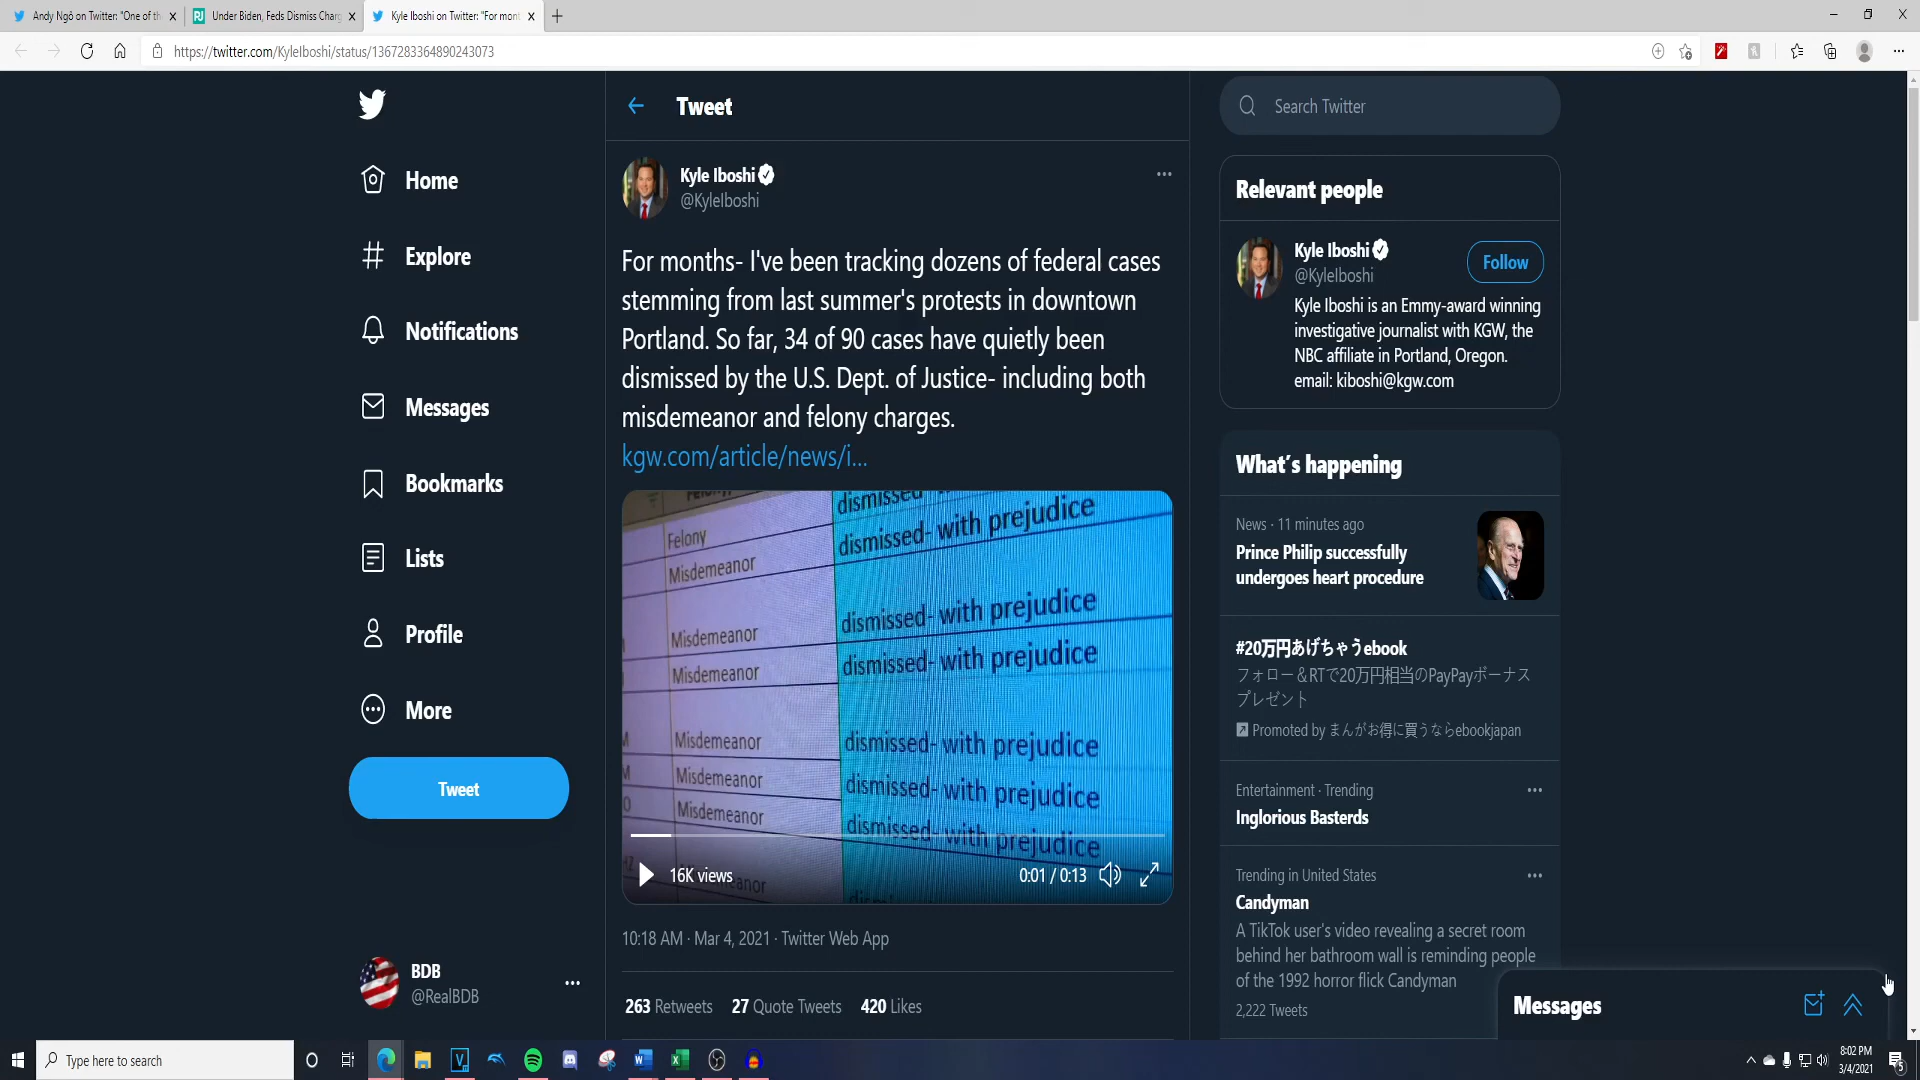 Andy Ngô on Twitter: "One of th
Under Biden, Feds Dismiss Charg
Kyle Iboshi on Twitter: "For mont
https://twitter.com/KyleIboshi/status/1367283364890243073
Home
Explore
Notifications
Messages
Bookmarks
Lists
Profile
More
Tweet
BDB
@RealBDB
Tweet
Kyle Iboshi
@KyleIboshi
For months- I've been tracking dozens of federal cases
stemming from last summer's protests in downtown
Portland. So far, 34 of 90 cases have quietly been
dismissed by the U.S. Dept. of Justice- including both
misdemeanor and felony charges.
kgw.com/article/news/i...
Felony
dismissed- with prejudice
Misdemeanor
Misdemeanor
dismissed- with prejudice
Misdemeanor
dismissed- with prejudice
Misdemeanor
dismissed- with prejudice
Misdemeanor
dismissed- with prejudice
Misdemeanor
dismissed- with prejudice
16K views
0:01 / 0:13
10:18 AM · Mar 4, 2021 · Twitter Web App
263 Retweets 27 Quote Tweets 420 Likes
Search Twitter
Relevant people
Kyle Iboshi
@KyleIboshi
Follow
Kyle Iboshi is an Emmy-award winning
investigative journalist with KGW, the
NBC affiliate in Portland, Oregon.
email: kiboshi@kgw.com
What's happening
News · 11 minutes ago
Prince Philip successfully
undergoes heart procedure
#20万円あげちゃうebook
フォロー＆RTで20万円相当のPayPayボーナス
プレゼント
Promoted by まんがお得に買うならebookjapan
Entertainment · Trending
Inglorious Basterds
Trending in United States
Candyman
A TikTok user's video revealing a secret room
behind her bathroom wall is reminding people
of the 1992 horror flick Candyman
2,222 Tweets
Messages
Type here to search
8:02 PM
3/4/2021